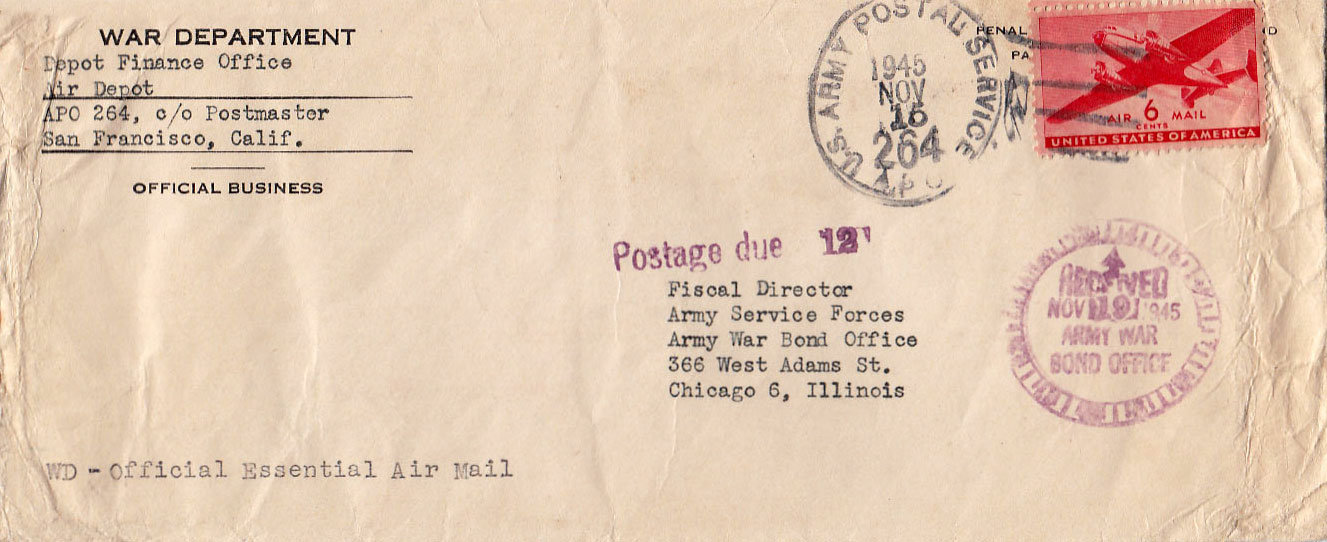 WAR DEPARTMENT
Depot Finance Office
Air Depot
APO 264, c/o Postmaster
San Francisco, Calif.
OFFICIAL BUSINESS
U.S. ARMY POSTAL SERVICE
1945
NOV
16
264
APO
PENAL
PA
AIR 6 MAIL
CENTS
UNITED STATES OF AMERICA
Postage due 12
Fiscal Director
Army Service Forces
Army War Bond Office
366 West Adams St.
Chicago 6, Illinois
RECEIVED
NOV 19 1945
ARMY WAR
BOND OFFICE
WD - Official Essential Air Mail